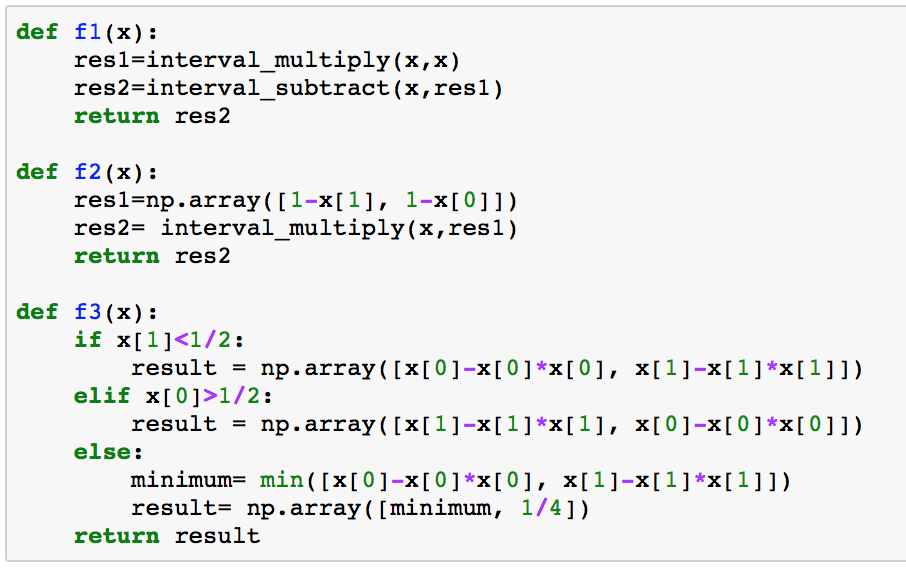 def f1(x):
    res1=interval_multiply(x,x)
    res2=interval_subtract(x,res1)
    return res2

def f2(x):
    res1=np.array([1-x[1], 1-x[0]])
    res2= interval_multiply(x,res1)
    return res2

def f3(x):
    if x[1]<1/2:
        result = np.array([x[0]-x[0]*x[0], x[1]-x[1]*x[1]])
    elif x[0]>1/2:
        result = np.array([x[1]-x[1]*x[1], x[0]-x[0]*x[0]])
    else:
        minimum= min([x[0]-x[0]*x[0], x[1]-x[1]*x[1]])
        result= np.array([minimum, 1/4])
    return result